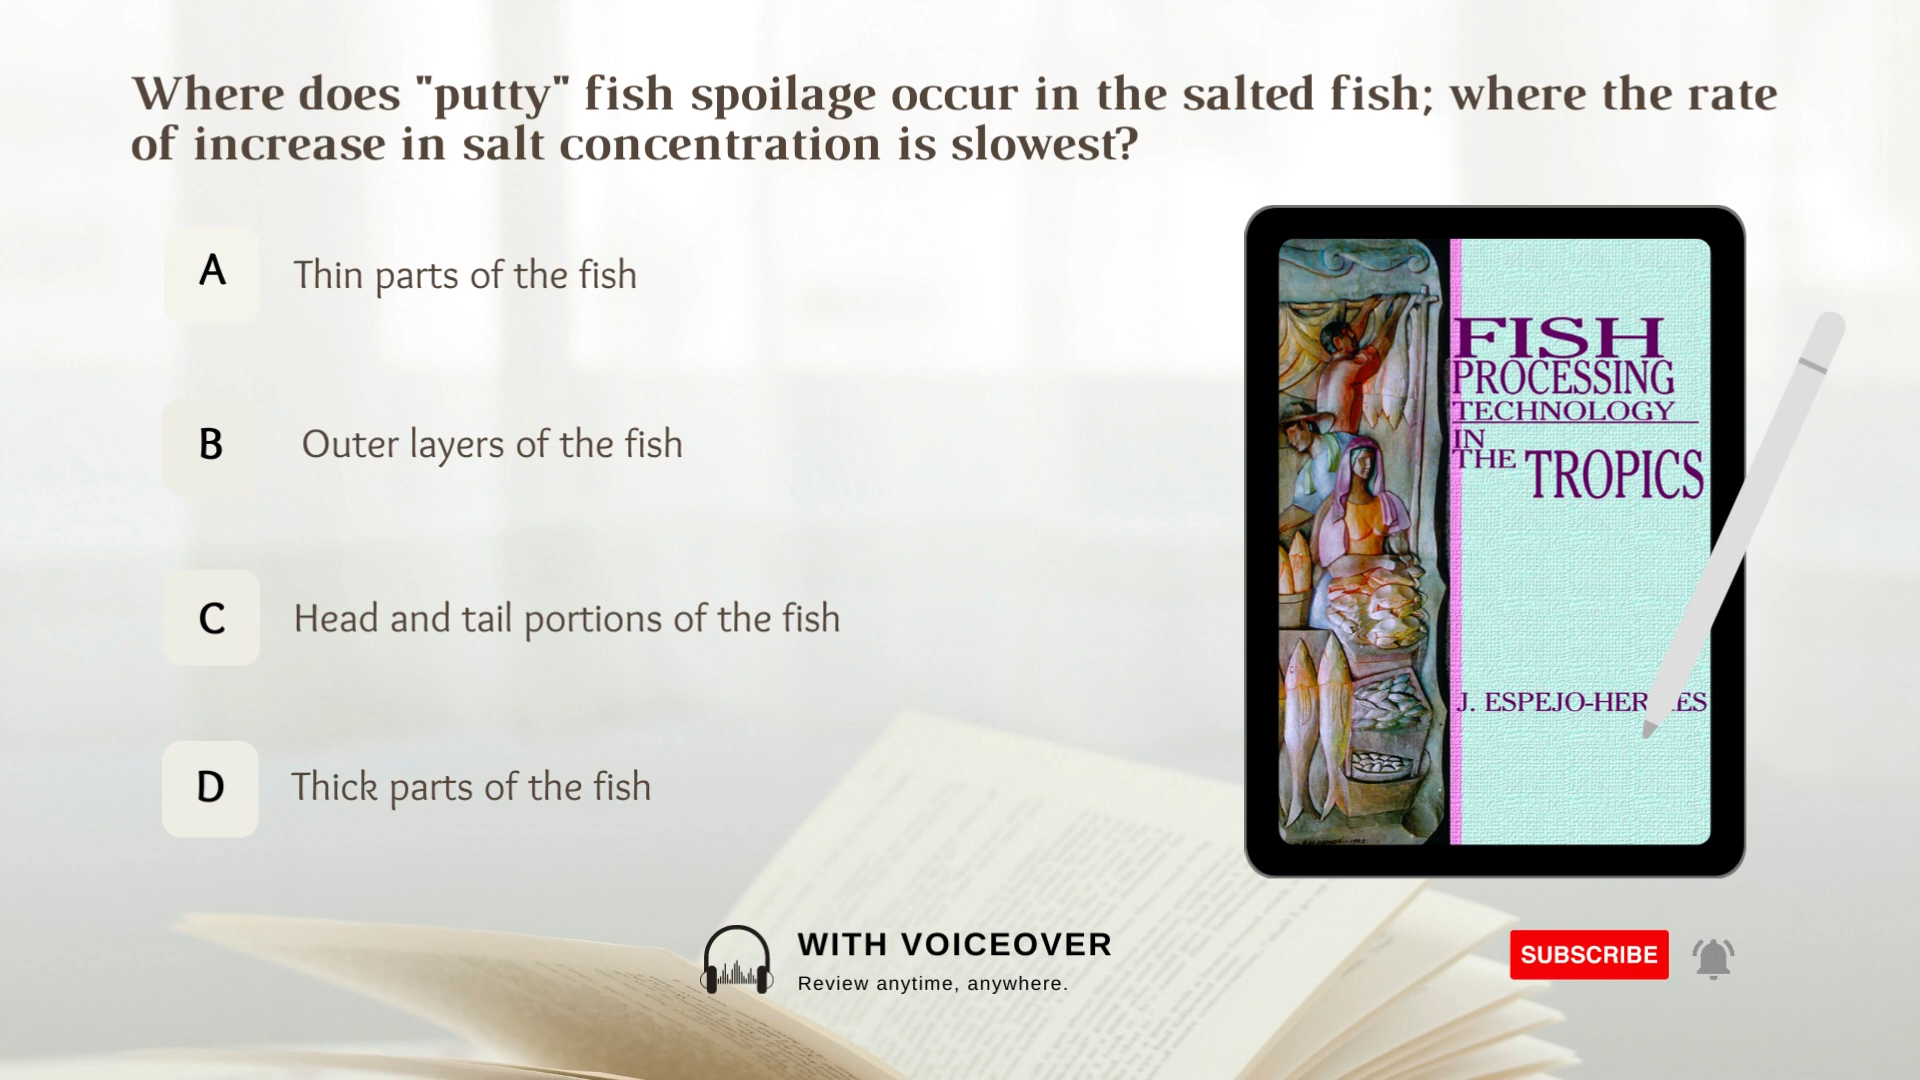 Where does "putty" fish spoilage occur in the salted fish; where the rate
of increase in salt concentration is slowest?
A
Thin parts of the fish
B
Outer layers of the fish
C
Head and tail portions of the fish
D
Thick parts of the fish
FISH
PROCESSING
TECHNOLOGY
IN
THE TROPICS
WITH VOICEOVER
Review anytime, anywhere.
SUBSCRIBE